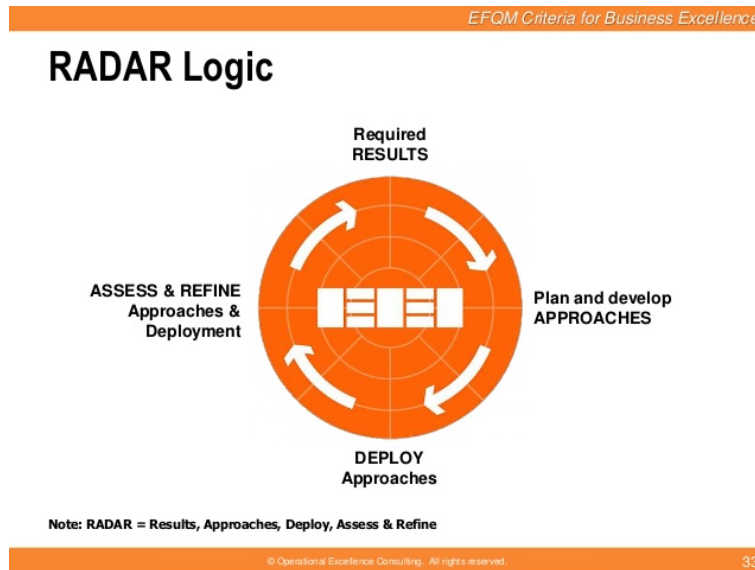 EFQM Criteria for Business Excellence
RADAR Logic
Required
RESULTS
ASSESS & REFINE
Approaches &
Deployment
Plan and develop
APPROACHES
DEPLOY
Approaches
Note: RADAR = Results, Approaches, Deploy, Assess & Refine
© Operational Excellence Consulting. All rights reserved.
33